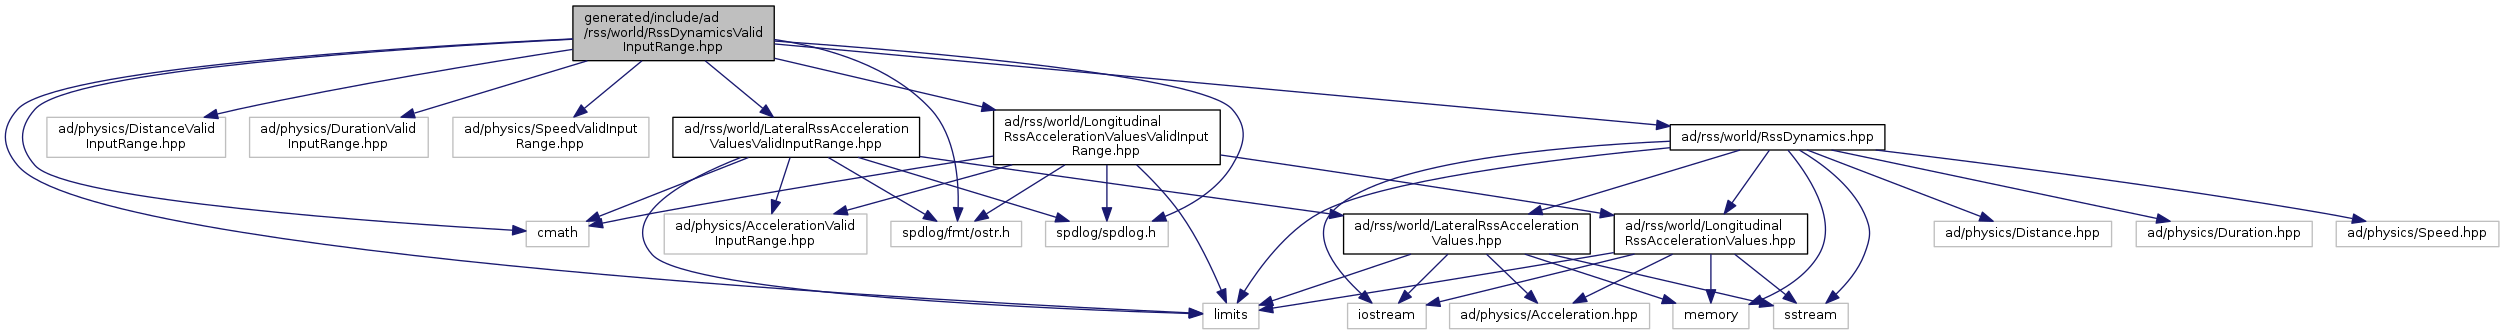 generated/include/ad
/rss/world/RssDynamicsValid
InputRange.hpp
ad/physics/DistanceValid
InputRange.hpp
ad/physics/DurationValid
InputRange.hpp
ad/physics/SpeedValidInput
Range.hpp
ad/rss/world/LateralRssAcceleration
ValuesValidInputRange.hpp
ad/rss/world/Longitudinal
RssAccelerationValuesValidInput
Range.hpp
ad/rss/world/RssDynamics.hpp
cmath
ad/physics/AccelerationValid
InputRange.hpp
spdlog/fmt/ostr.h
spdlog/spdlog.h
ad/rss/world/LateralRssAcceleration
Values.hpp
ad/rss/world/Longitudinal
RssAccelerationValues.hpp
ad/physics/Distance.hpp
ad/physics/Duration.hpp
ad/physics/Speed.hpp
limits
iostream
ad/physics/Acceleration.hpp
memory
sstream